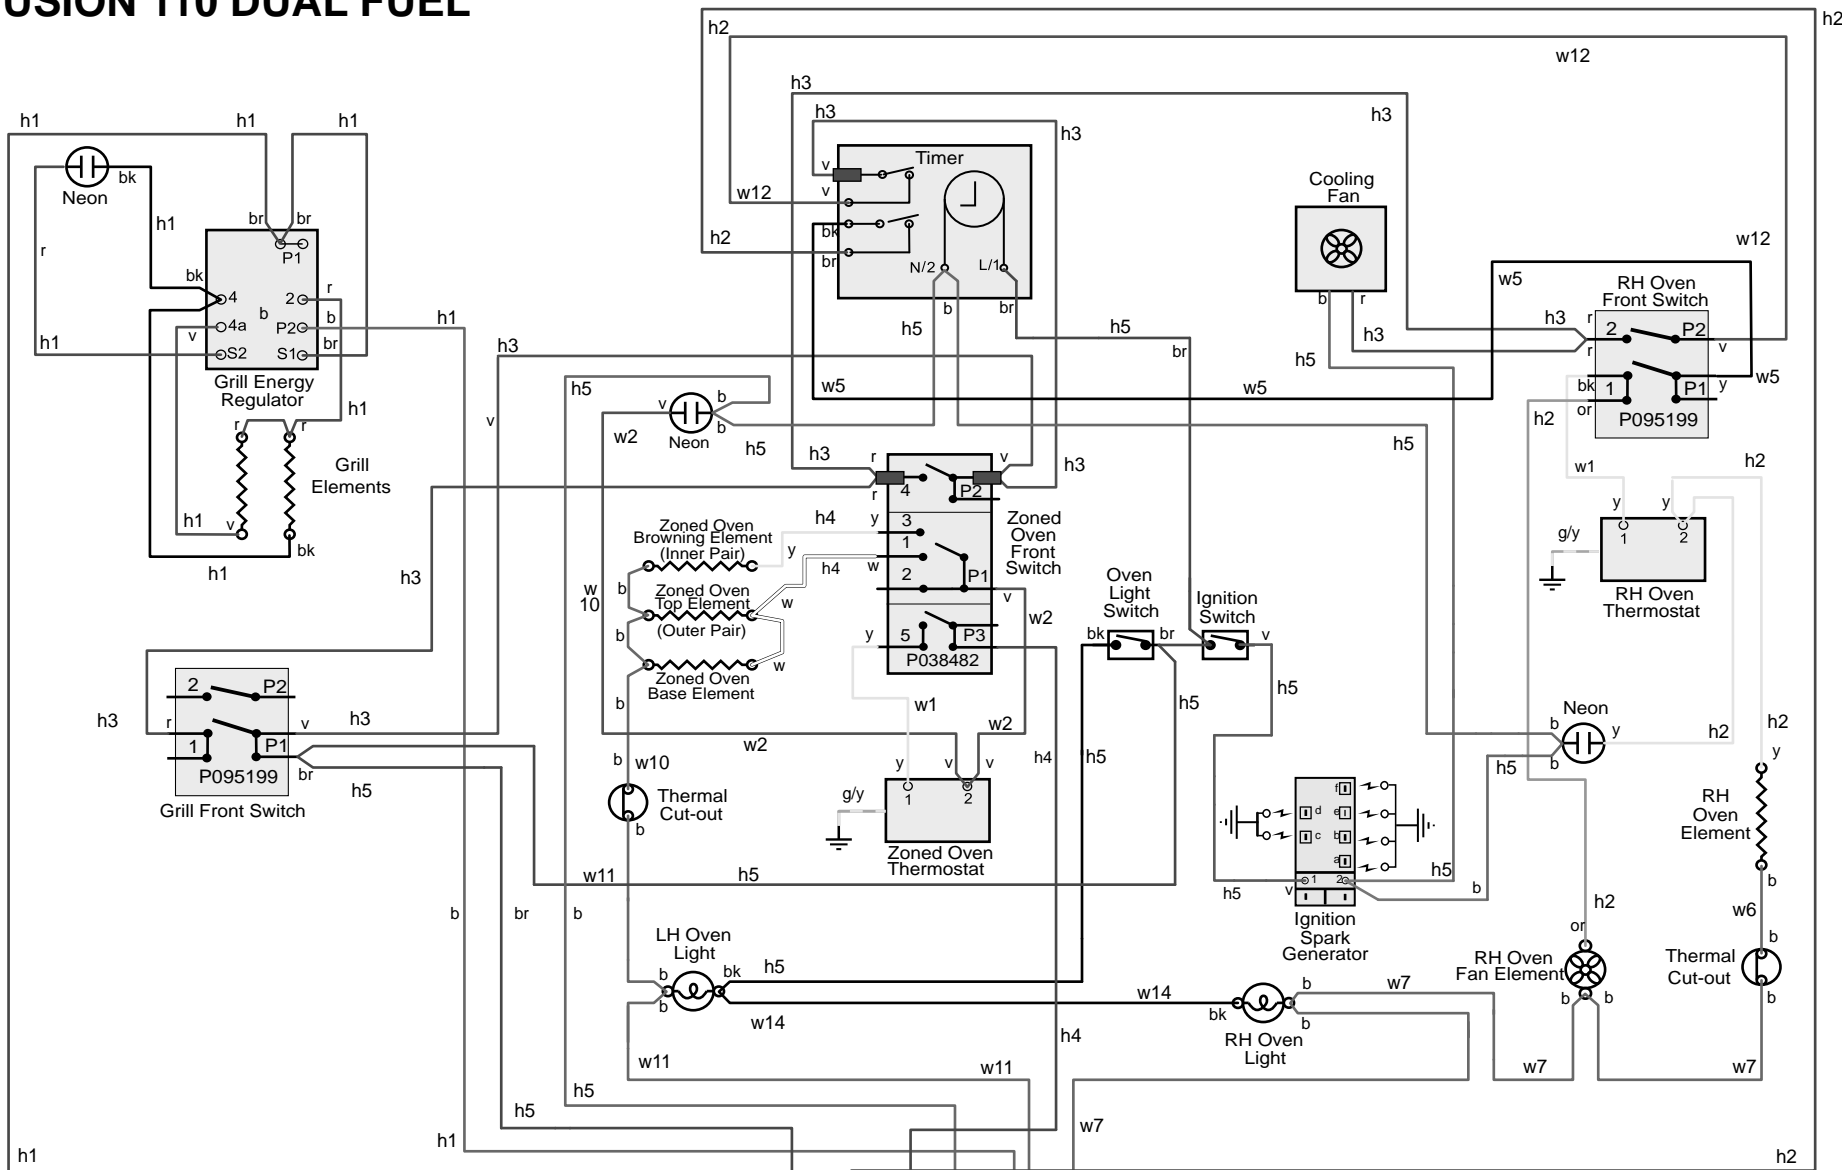 USION 110 DUAL FUEL
h2
h2
w12
h3
h3
h3
h3
h1
h1
h1
Neon
bk
h1
r
br
br
P1
bk
4
2
r
b
4a
P2
b
v
S2
S1
br
h1
h1
Grill Energy
Regulator
h1
r
r
Grill
Elements
h1
v
bk
h1
Timer
v
v
w12
bk
h2
br
N/2
L/1
b
br
h5
h5
br
Cooling
Fan
b
r
h5
h3
w12
w5
RH Oven
Front Switch
h3
r
2
P2
r
v
bk
1
P1
y
w5
or
P095199
h2
h3
v
h5
w5
w5
v
b
b
Neon
w2
h5
h5
h3
r
v
h3
r
4
P2
3
1
2
P1
v
5
P3
P038482
Zoned
Oven
Front
Switch
h4
y
y
h4
w
Zoned Oven
Browning Element
(Inner Pair)
b
Zoned Oven
Top Element
(Outer Pair)
w
b
w
Zoned Oven
Base Element
b
w
10
h3
y
w2
w1
w2
w2
h4
h5
Oven
Light
Switch
Ignition
Switch
bk
br
v
h5
h5
w1
h2
y
y
g/y
1
2
RH Oven
Thermostat
2
P2
h3
r
v
h3
1
P1
P095199
br
h5
Grill Front Switch
b
w10
Thermal
Cut-out
b
y
v
v
g/y
1
2
Zoned Oven
Thermostat
Neon
b
y
b
h5
h2
h2
y
RH
Oven
Element
b
w6
f
d
e
c
b
a
1
2
v
h5
h5
b
Ignition
Spark
Generator
w11
h5
b
br
b
LH Oven
Light
b
bk
h5
b
w14
w14
bk
b
w7
b
RH Oven
Light
h2
or
RH Oven
Fan Element
b
b
Thermal
Cut-out
b
b
w11
w11
h4
w7
w7
h5
h5
w7
h1
h1
h2